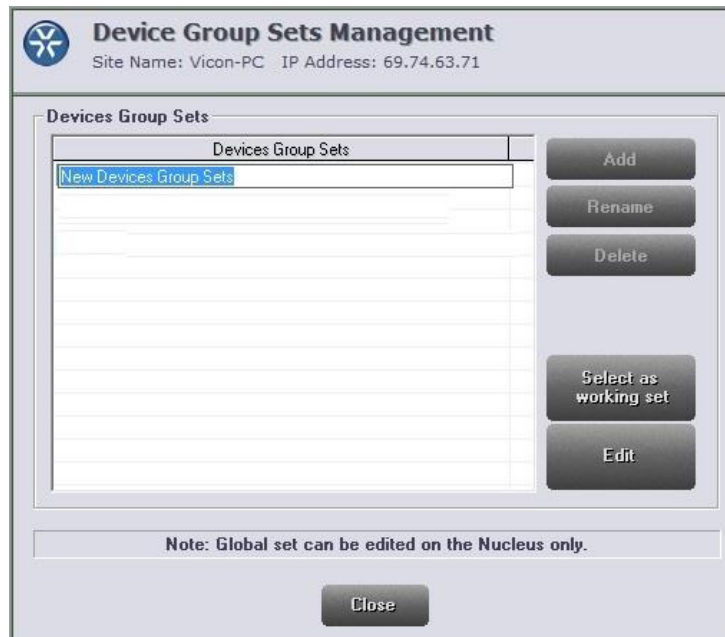 Device Group Sets Management
Site Name: Vicon-PC IP Address: 69.74.63.71
Devices Group Sets
Devices Group Sets
New Devices Group Sets
Add
Rename
Delete
Select as
working set
Edit
Note: Global set can be edited on the Nucleus only.
Close